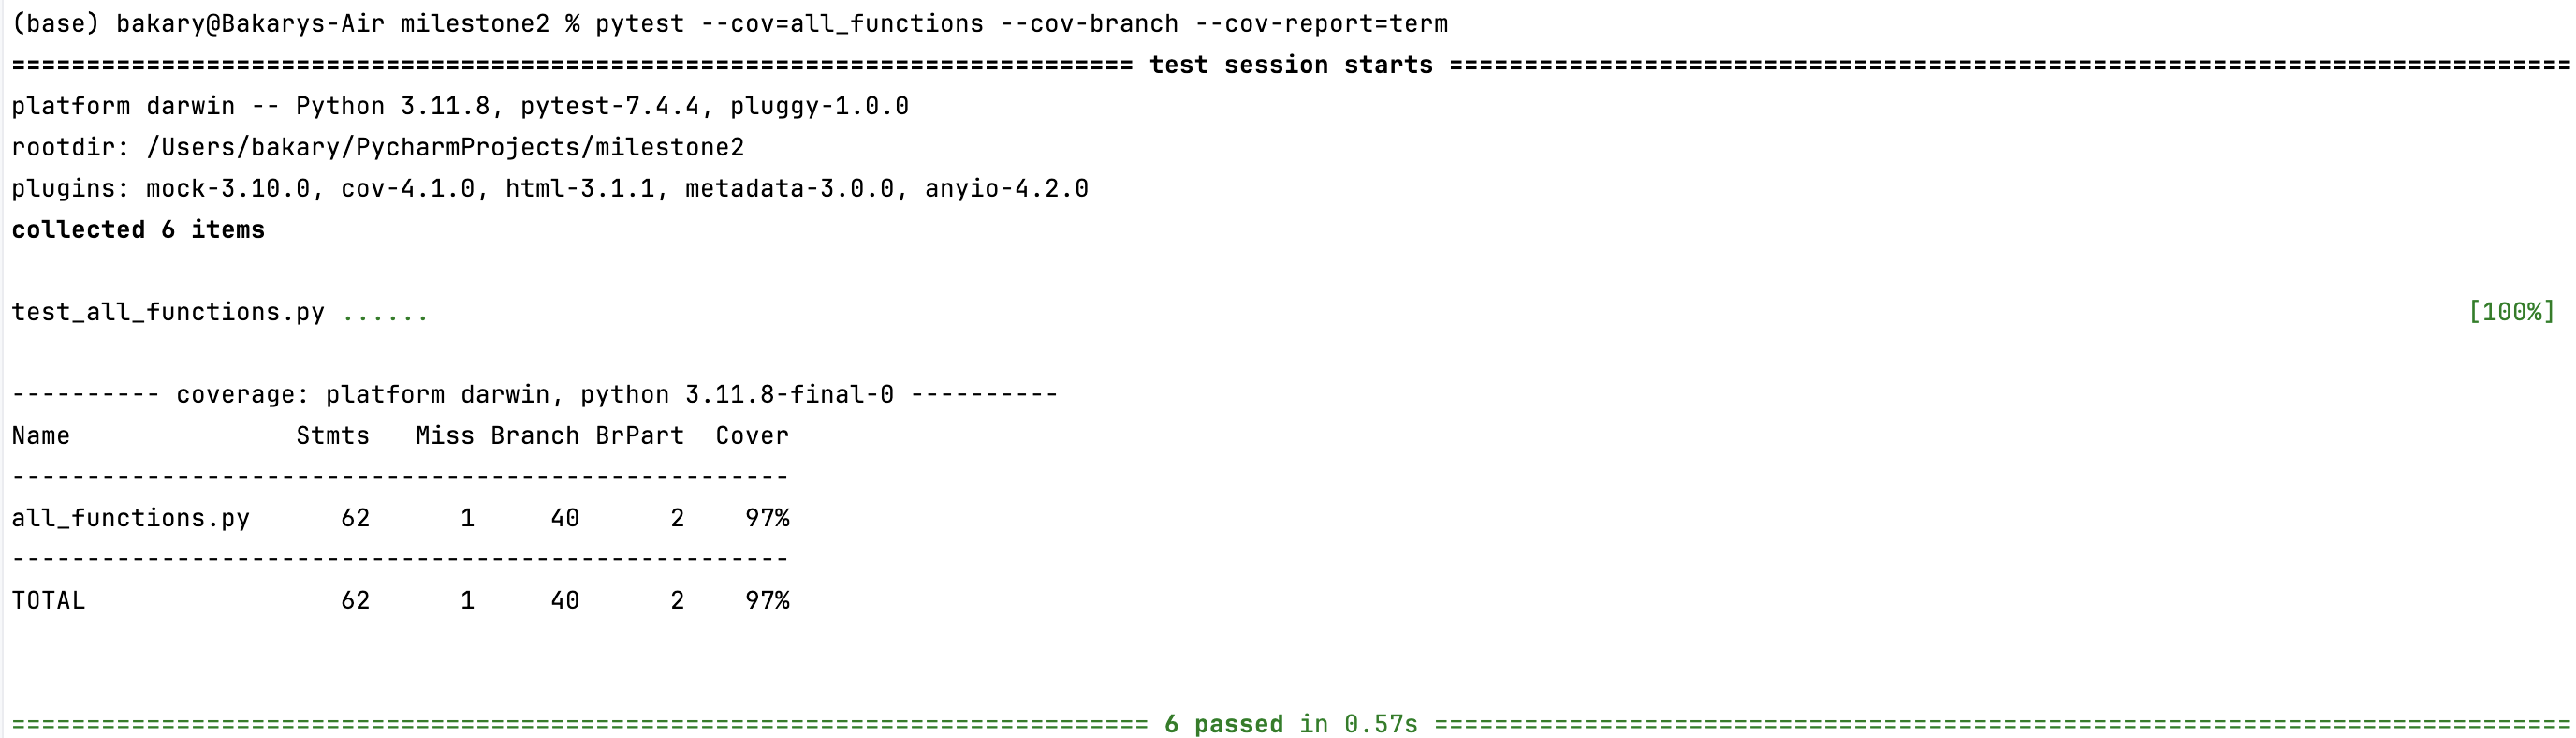 (base) bakary@Bakarys-Air milestone2 % pytest --cov=all_functions --cov-branch --cov-report=term
=========================================================================== test session starts ===========================================================================
platform darwin -- Python 3.11.8, pytest-7.4.4, pluggy-1.0.0
rootdir: /Users/bakary/PycharmProjects/milestone2
plugins: mock-3.10.0, cov-4.1.0, html-3.1.1, metadata-3.0.0, anyio-4.2.0
collected 6 items
test_all_functions.py ...... [100%]
---------- coverage: platform darwin, python 3.11.8-final-0 ----------
Name               Stmts   Miss Branch BrPart  Cover
----------------------------------------------------
all_functions.py      62      1     40      2    97%
----------------------------------------------------
TOTAL                 62      1     40      2    97%
============================================================================ 6 passed in 0.57s ============================================================================